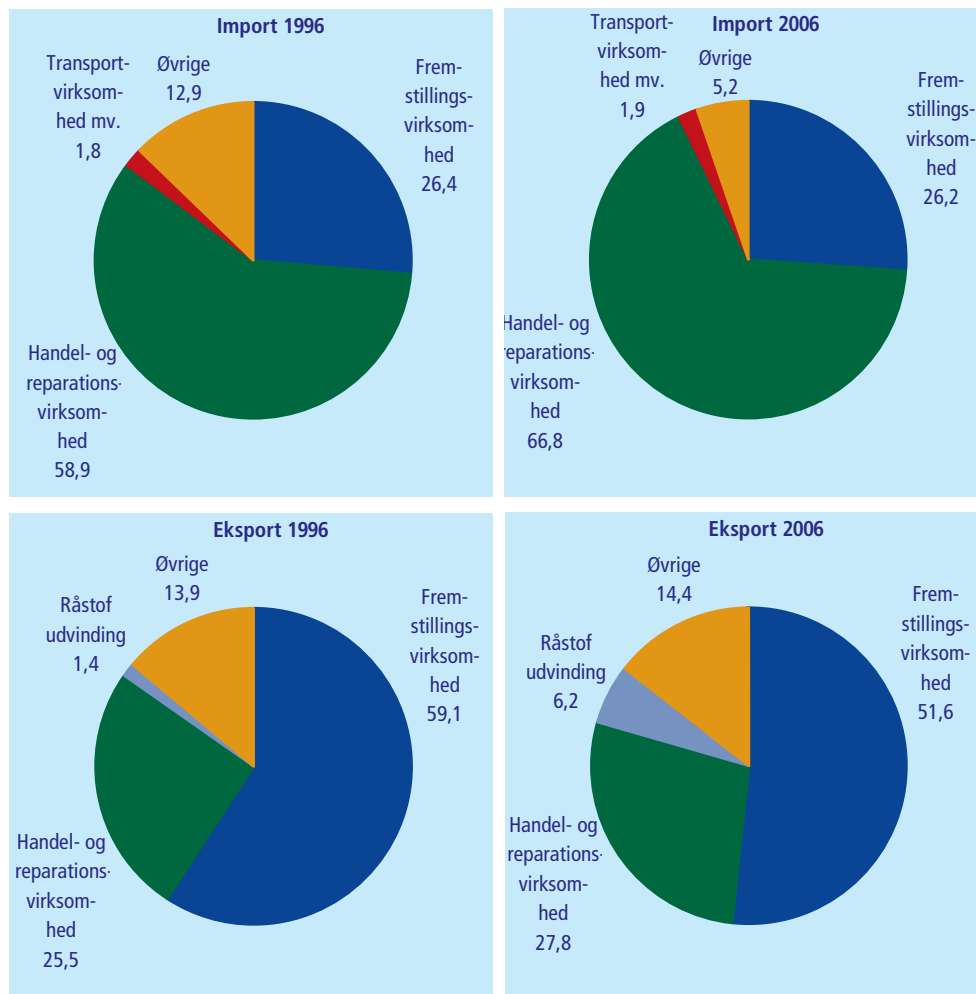 Import 1996
Transport-
virksom-
hed mv.
1,8
Øvrige
12,9
Frem-
stillings-
virksom-
hed
26,4
Handel- og
reparations-
virksom-
hed
58,9
Import 2006
Transport-
virksom-
hed mv.
1,9
Øvrige
5,2
Frem-
stillings-
virksom-
hed
26,2
Handel- og
reparations-
virksom-
hed
66,8
Eksport 1996
Øvrige
13,9
Råstof
udvinding
1,4
Frem-
stillings-
virksom-
hed
59,1
Handel- og
reparations-
virksom-
hed
25,5
Eksport 2006
Øvrige
14,4
Råstof
udvinding
6,2
Frem-
stillings-
virksom-
hed
51,6
Handel- og
reparations-
virksom-
hed
27,8